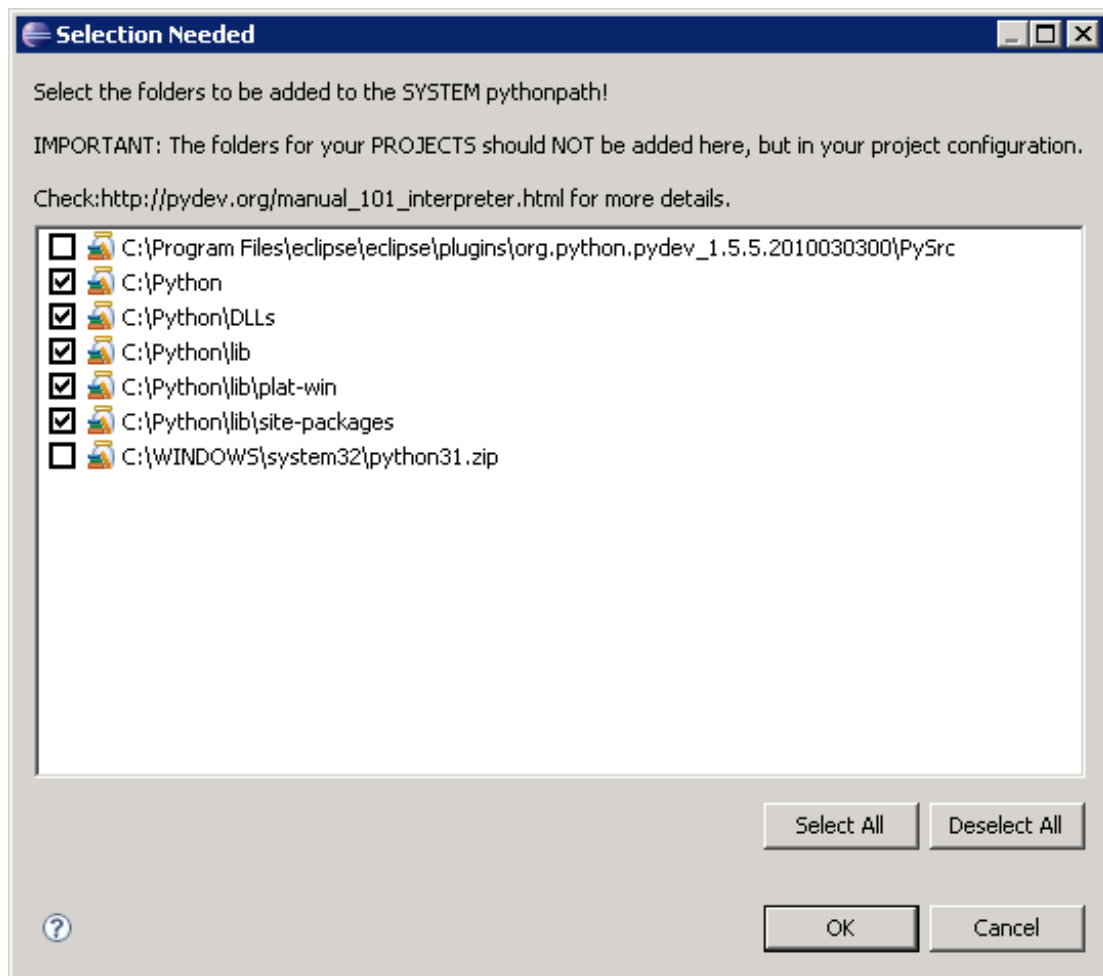 Selection Needed
Select the folders to be added to the SYSTEM pythonpath!
IMPORTANT: The folders for your PROJECTS should NOT be added here, but in your project configuration.
Check:http://pydev.org/manual_101_interpreter.html for more details.
C:\Program Files\eclipse\eclipse\plugins\org.python.pydev_1.5.5.2010030300\PySrc
C:\Python
C:\Python\DLLs
C:\Python\lib
C:\Python\lib\plat-win
C:\Python\lib\site-packages
C:\WINDOWS\system32\python31.zip
Select All Deselect All
? OK Cancel